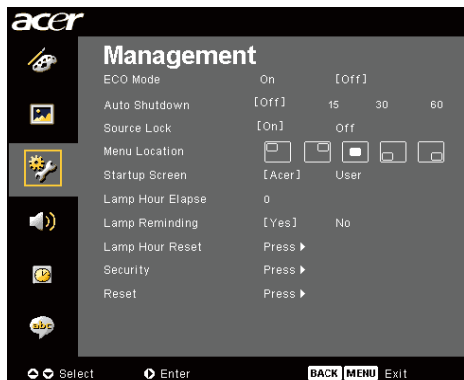 acer
Management
ECO Mode On [Off]
Auto Shutdown [Off] 15 30 60
Source Lock [On] Off
Menu Location
Startup Screen [Acer] User
Lamp Hour Elapse 0
Lamp Reminding [Yes] No
Lamp Hour Reset Press
Security Press
Reset Press
abc
Select Enter BACK MENU Exit